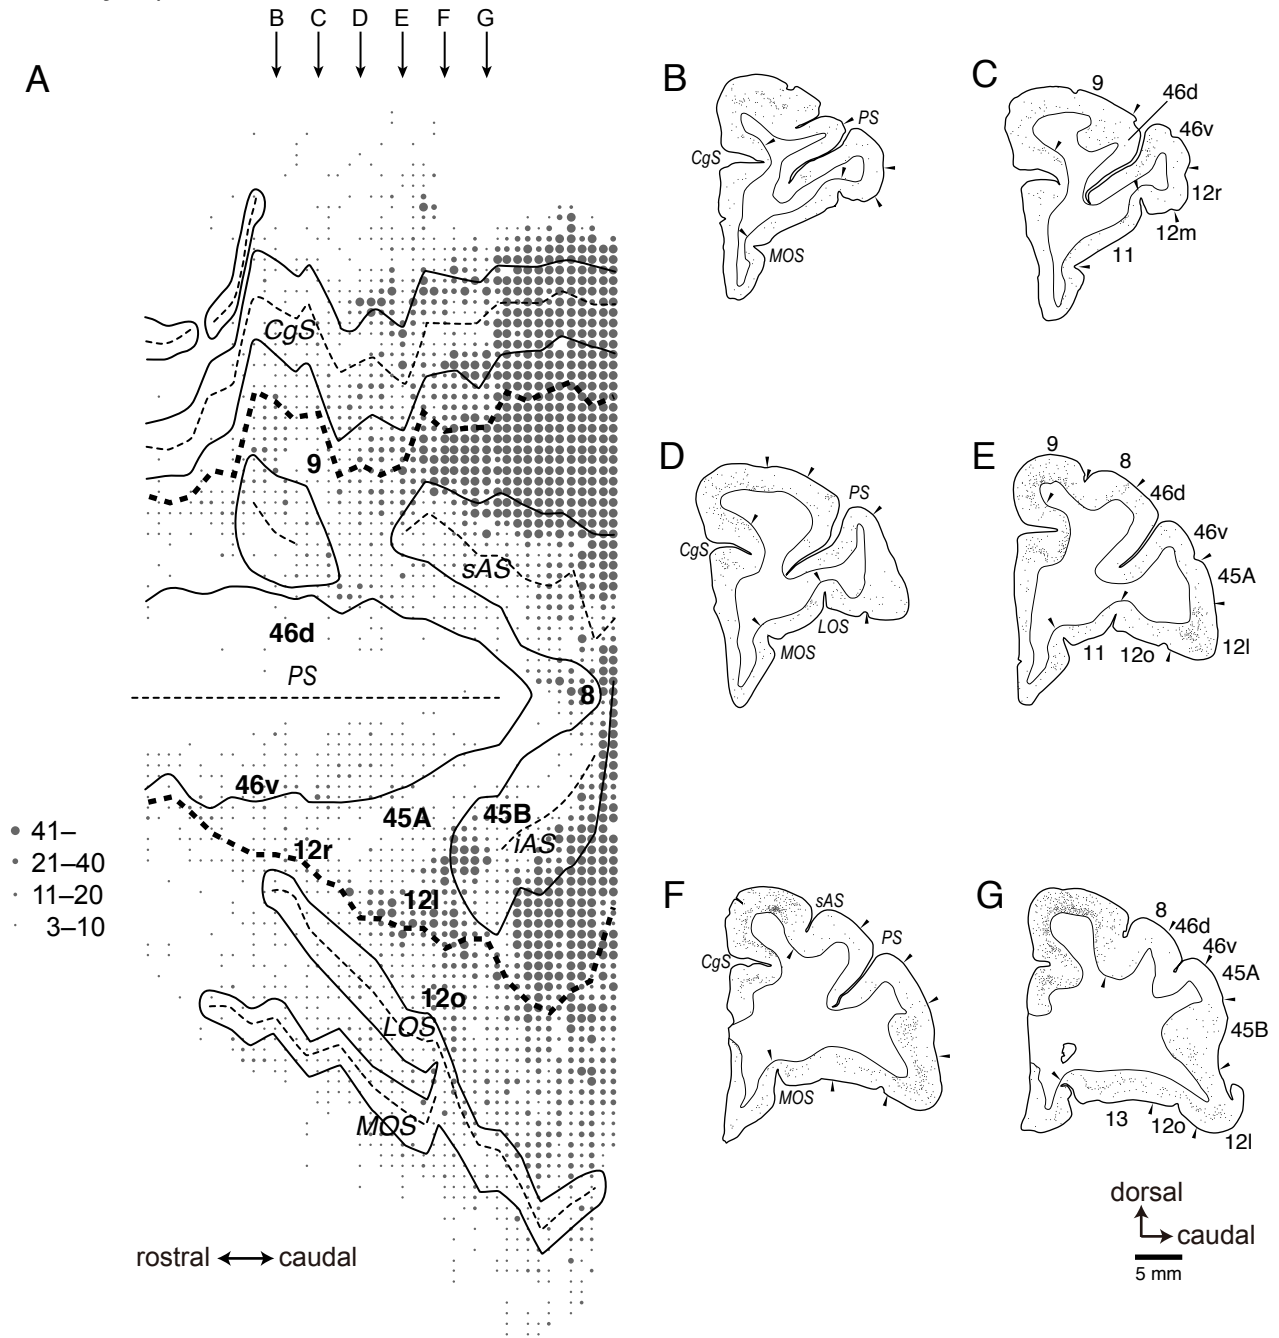 B C D E F G
A
CgS
9
sAS
46d
PS
8
46v
45A
45B
iAS
12r
12l
12o
LOS
MOS
41–
21–40
11–20
3–10
rostral
caudal
B
PS
CgS
MOS
C
9
46d
46v
12r
12m
11
D
PS
CgS
LOS
MOS
E
9
8
46d
46v
45A
12l
12o
11
F
sAS
PS
CgS
MOS
G
8
46d
46v
45A
45B
13
12o
12l
dorsal
caudal
5 mm